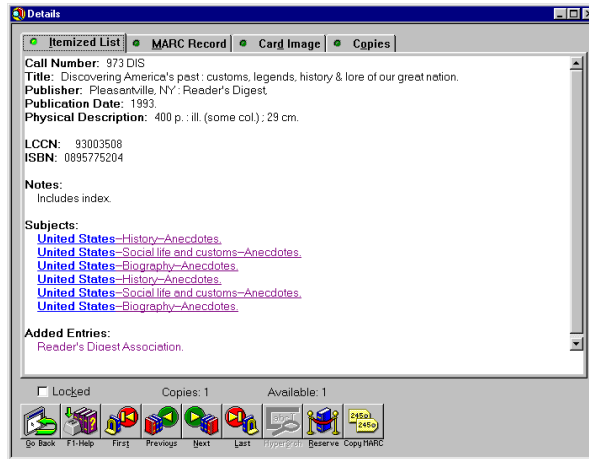 Details
Itemized List
MARC Record
Card Image
Copies
Call Number: 973 DIS
Title: Discovering America's past : customs, legends, history & lore of our great nation.
Publisher: Pleasantville, NY : Reader's Digest,
Publication Date: 1993.
Physical Description: 400 p. : ill. (some col.) ; 29 cm.
LCCN: 93003508
ISBN: 0895775204
Notes:
Includes index.
Subjects:
United States--History--Anecdotes.
United States--Social life and customs--Anecdotes.
United States--Biography--Anecdotes.
United States--History--Anecdotes.
United States--Social life and customs--Anecdotes.
United States--Biography--Anecdotes.
Added Entries:
Reader's Digest Association.
Locked Copies: 1 Available: 1
245a
245a
Go Back F1-Help First Previous Next Last Reserve Copy MARC